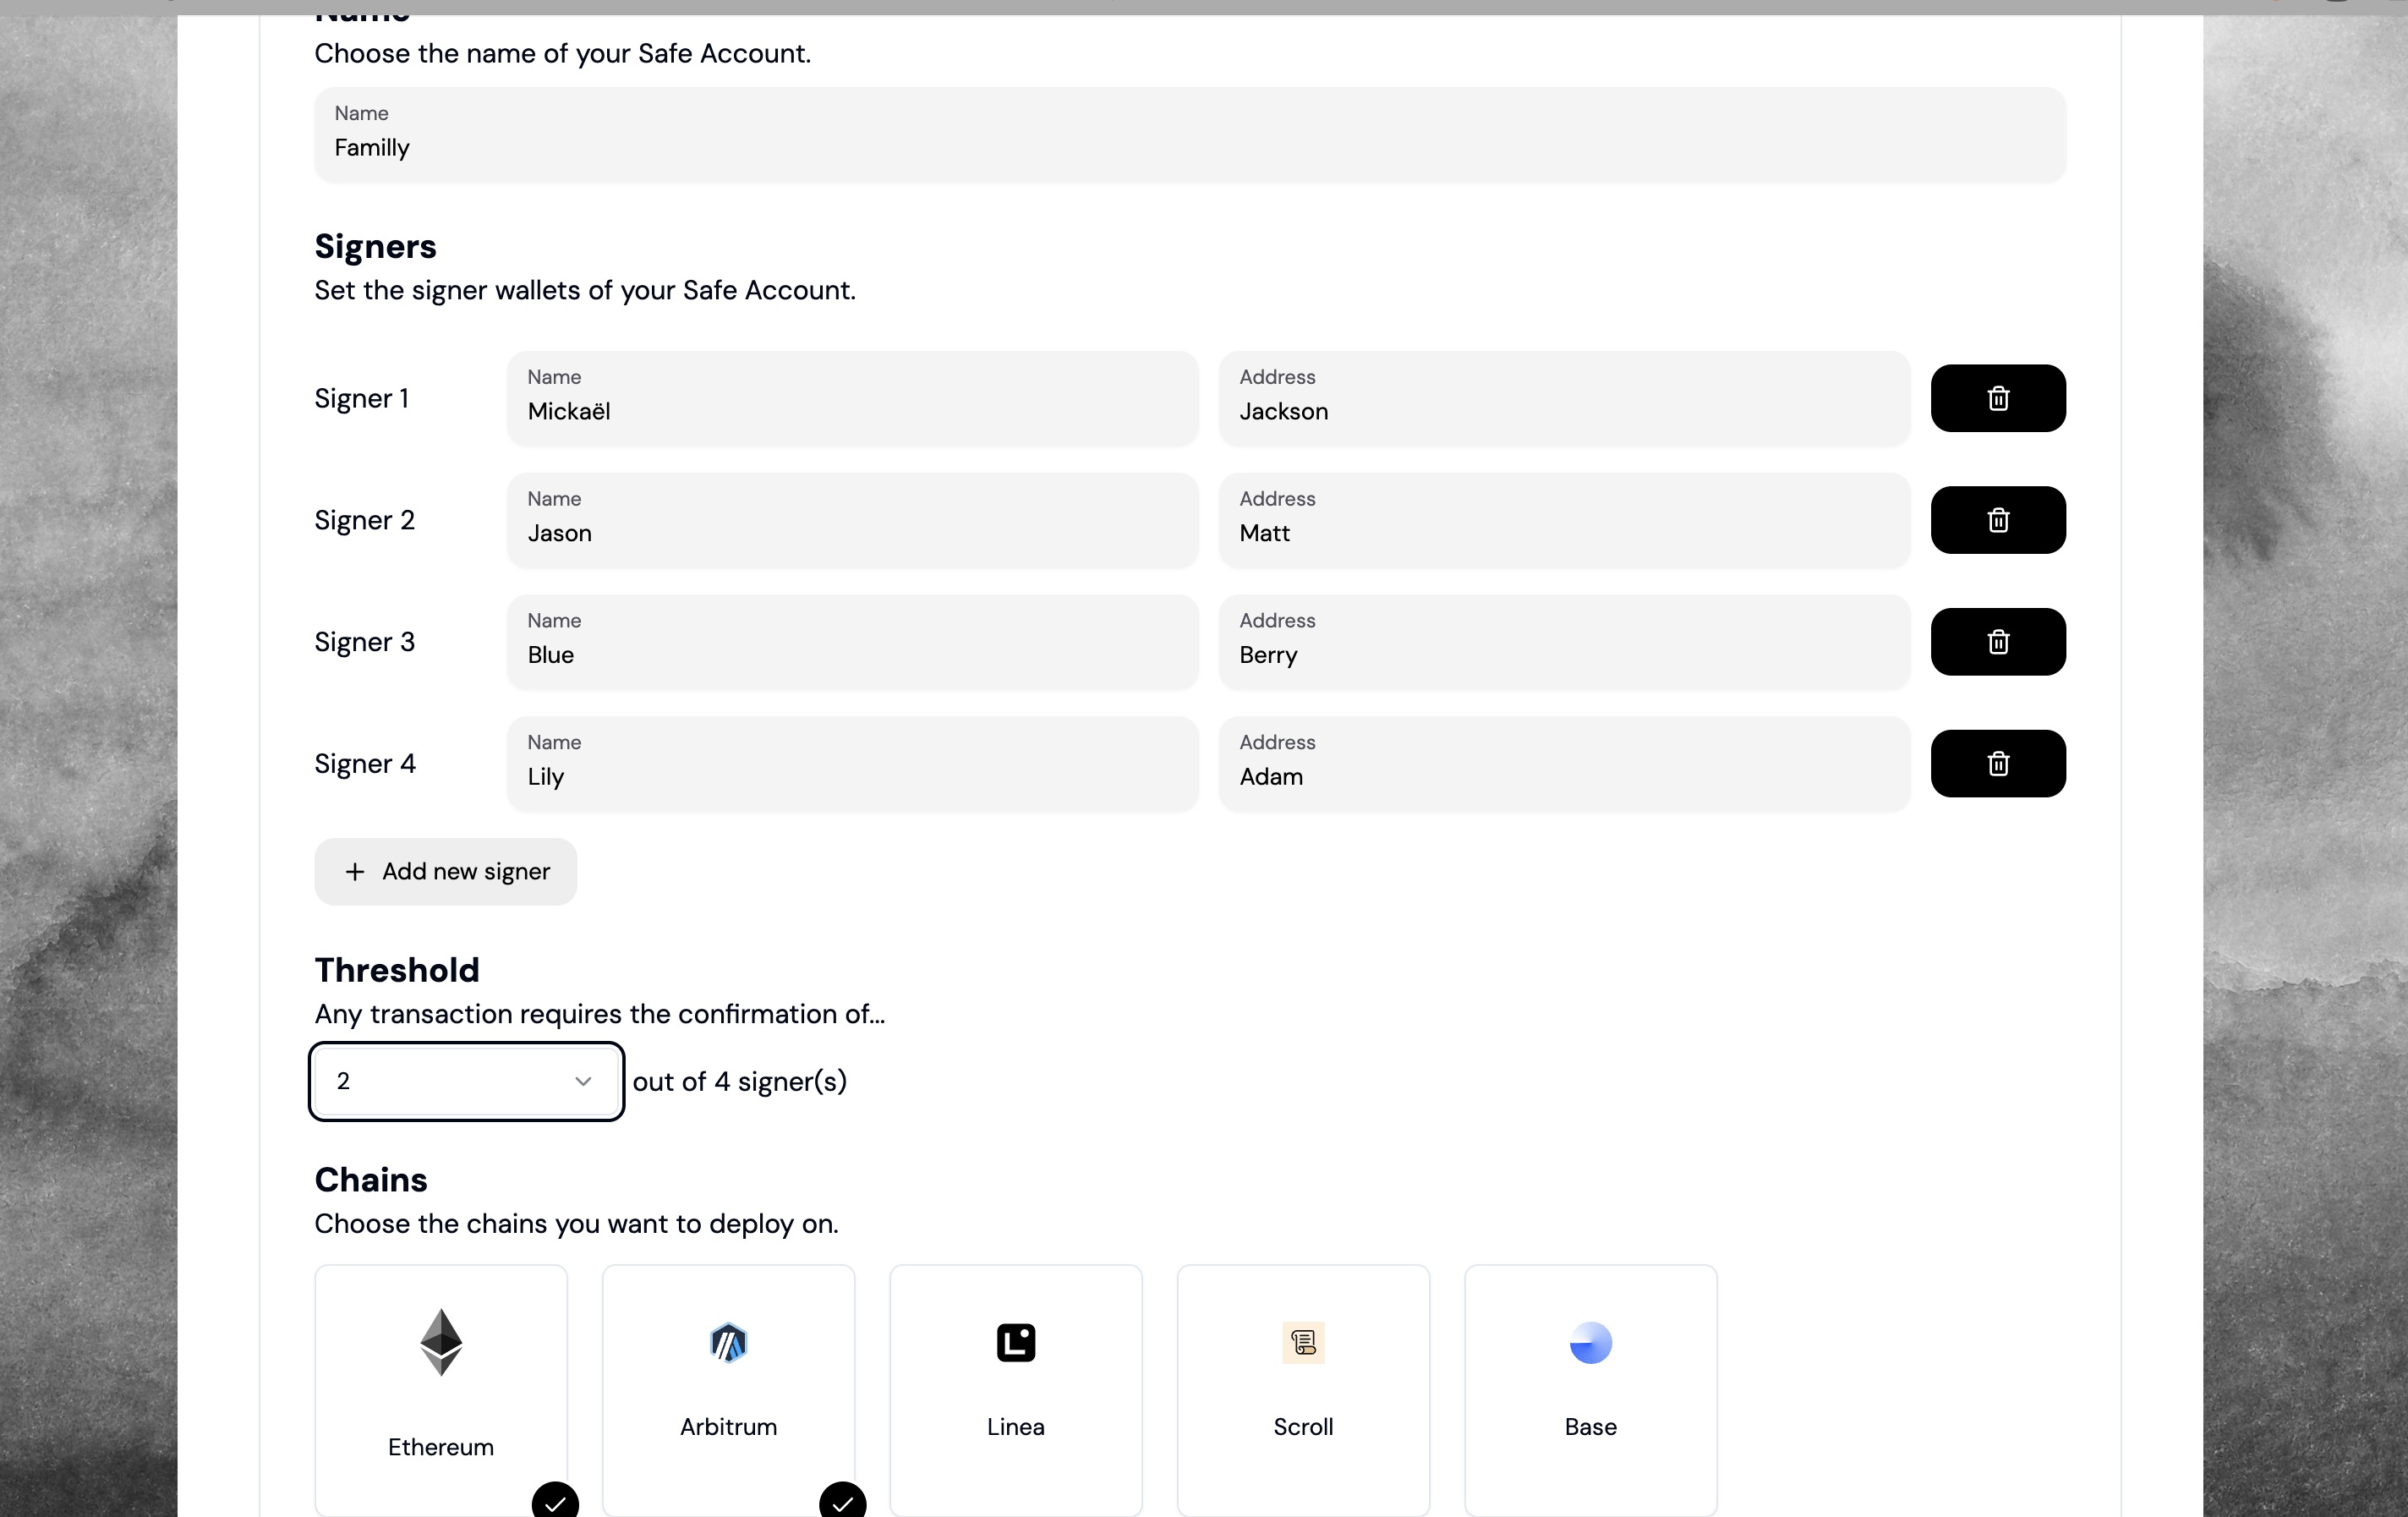 Name
Choose the name of your Safe Account.
Name
Familly
Signers
Set the signer wallets of your Safe Account.
Signer 1
Name
Mickaël
Address
Jackson
Signer 2
Name
Jason
Address
Matt
Signer 3
Name
Blue
Address
Berry
Signer 4
Name
Lily
Address
Adam
+ Add new signer
Threshold
Any transaction requires the confirmation of...
2 out of 4 signer(s)
Chains
Choose the chains you want to deploy on.
Ethereum
Arbitrum
Linea
Scroll
Base